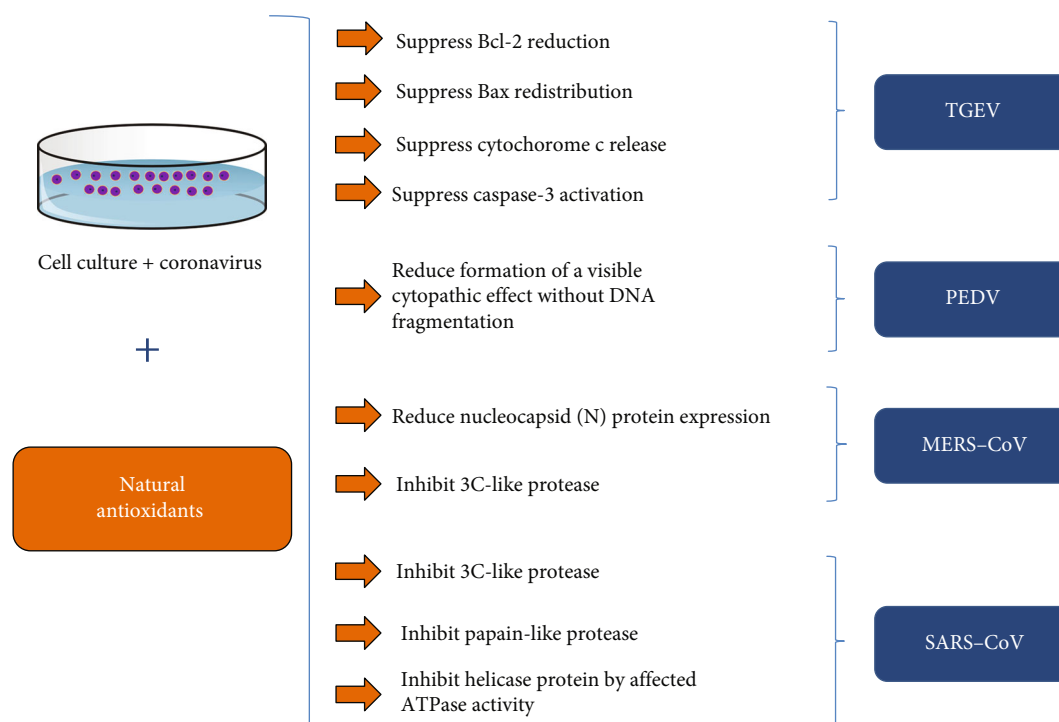 Suppress Bcl-2 reduction
Suppress Bax redistribution
Suppress cytochorome c release
Suppress caspase-3 activation
TGEV
Cell culture + coronavirus
+
Natural
antioxidants
Reduce formation of a visible
cytopathic effect without DNA
fragmentation
PEDV
Reduce nucleocapsid (N) protein expression
Inhibit 3C-like protease
MERS–CoV
Inhibit 3C-like protease
Inhibit papain-like protease
Inhibit helicase protein by affected
ATPase activity
SARS–CoV